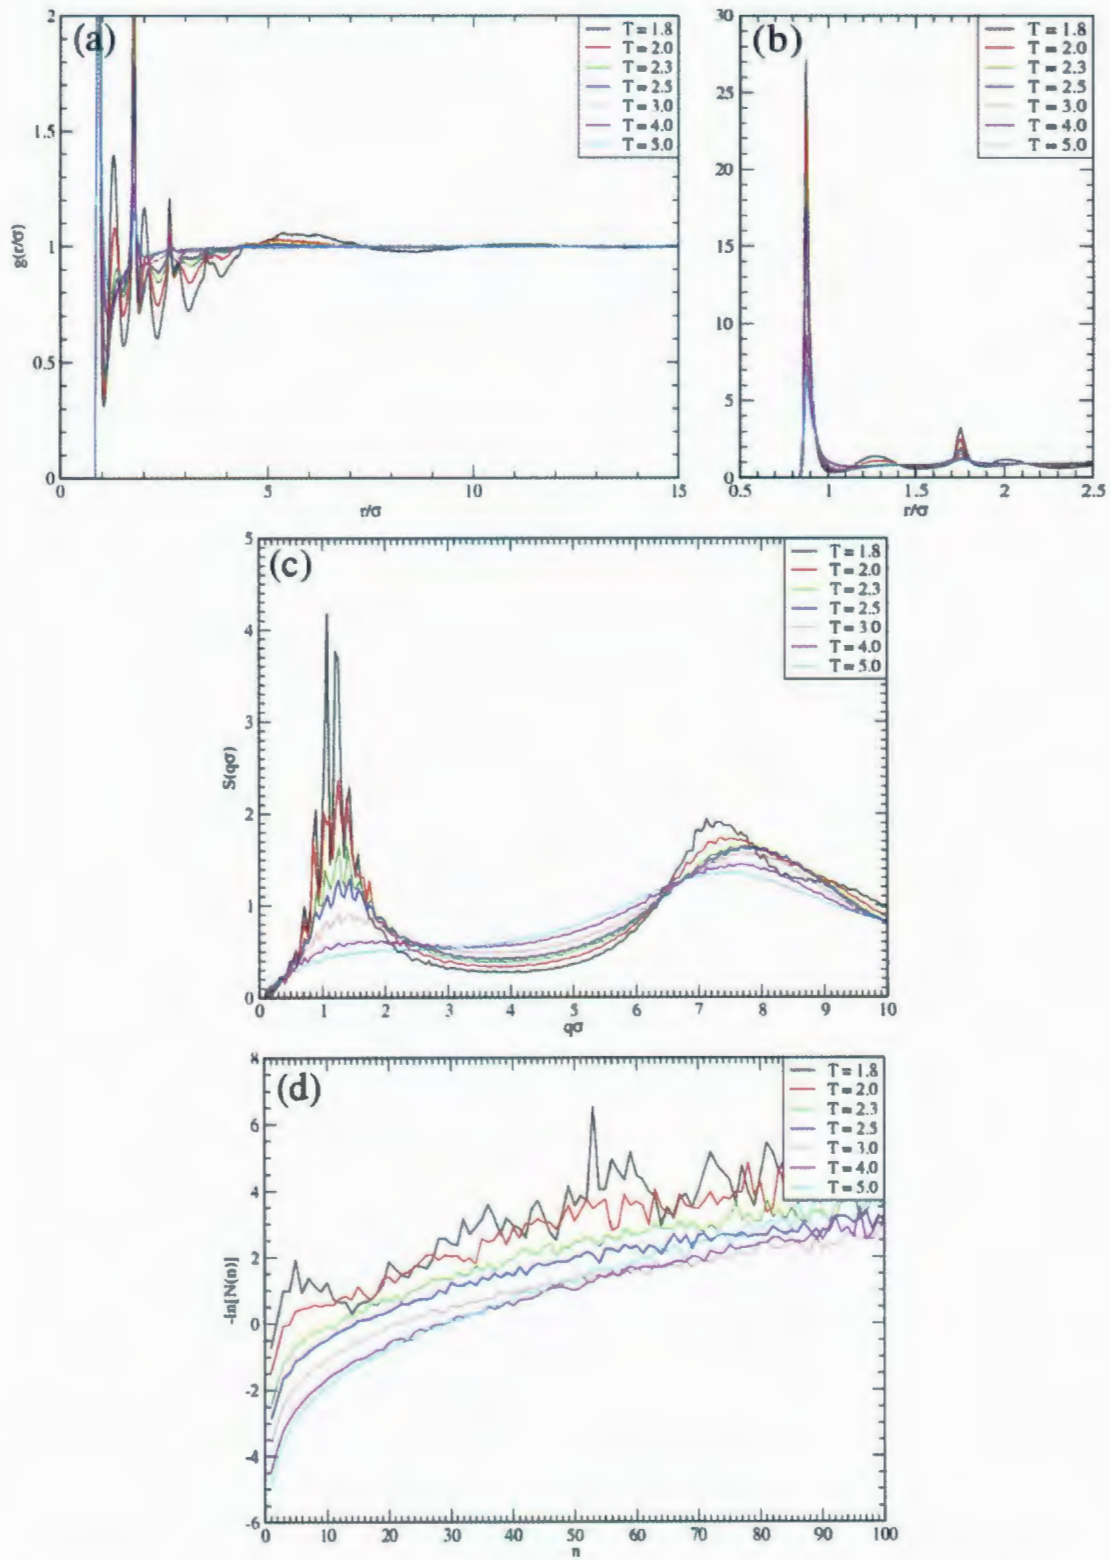 (a)
T = 1.8
T = 2.0
T = 2.3
T = 2.5
T = 3.0
T = 4.0
T = 5.0
2
1.5
1
0.5
0
g(r/σ)
0 5 10 15
r/σ
(b)
T = 1.8
T = 2.0
T = 2.3
T = 2.5
T = 3.0
T = 4.0
T = 5.0
30
25
20
15
10
5
0
0.5 1 1.5 2 2.5
r/σ
(c)
T = 1.8
T = 2.0
T = 2.3
T = 2.5
T = 3.0
T = 4.0
T = 5.0
5
4
3
2
1
0
S(qσ)
0 1 2 3 4 5 6 7 8 9 10
qσ
(d)
T = 1.8
T = 2.0
T = 2.3
T = 2.5
T = 3.0
T = 4.0
T = 5.0
8
6
4
2
0
-2
-4
-6
-ln[N(n)]
0 10 20 30 40 50 60 70 80 90 100
n